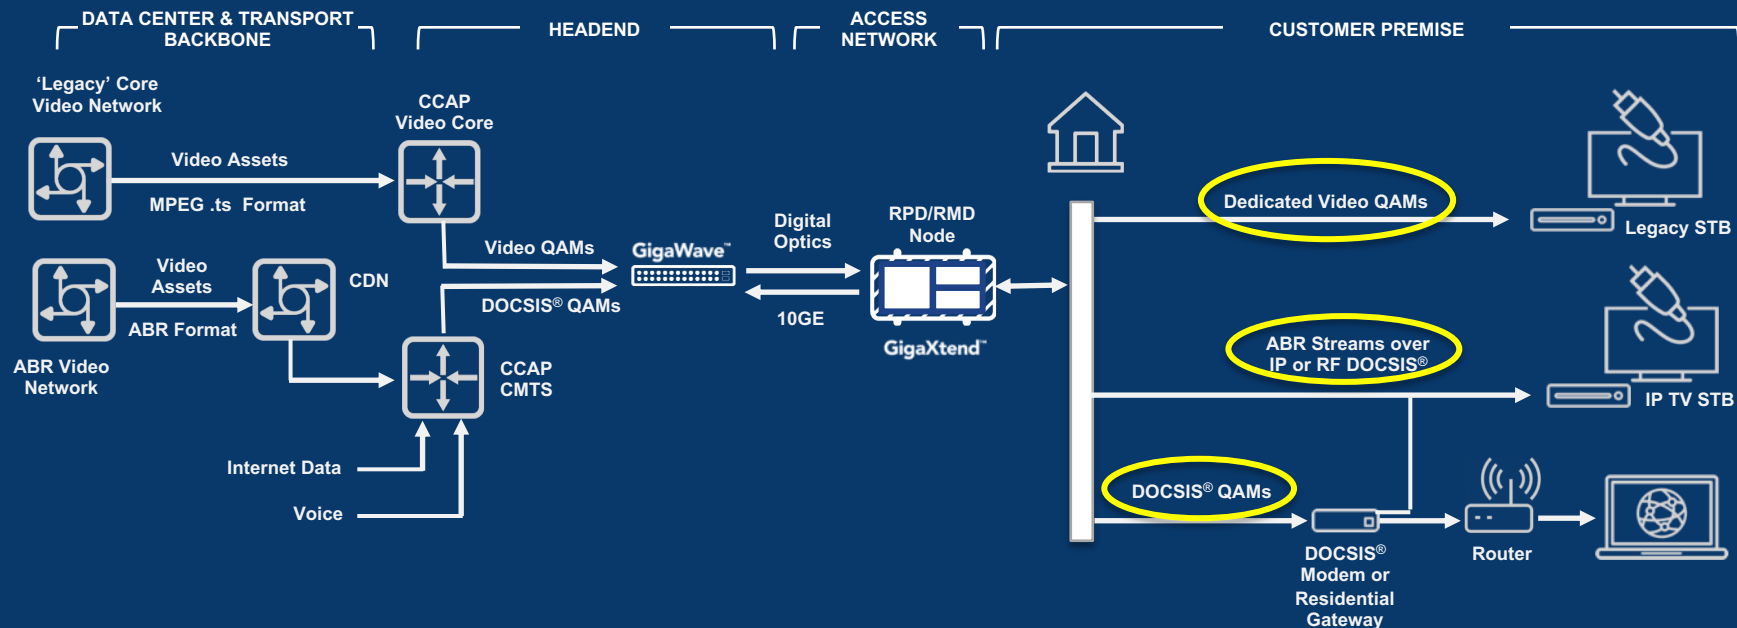 DATA CENTER & TRANSPORT
BACKBONE
HEADEND
ACCESS
NETWORK
CUSTOMER PREMISE
‘Legacy’ Core
Video Network
Video Assets
MPEG .ts Format
CCAP
Video Core
Video
Assets
ABR Format
CDN
ABR Video
Network
Video QAMs
DOCSIS® QAMs
GigaWave™
CCAP
CMTS
Internet Data
Voice
Digital
Optics
10GE
RPD/RMD
Node
GigaXtend™
Dedicated Video QAMs
Legacy STB
ABR Streams over
IP or RF DOCSIS®
IP TV STB
DOCSIS® QAMs
DOCSIS®
Modem or
Residential
Gateway
Router